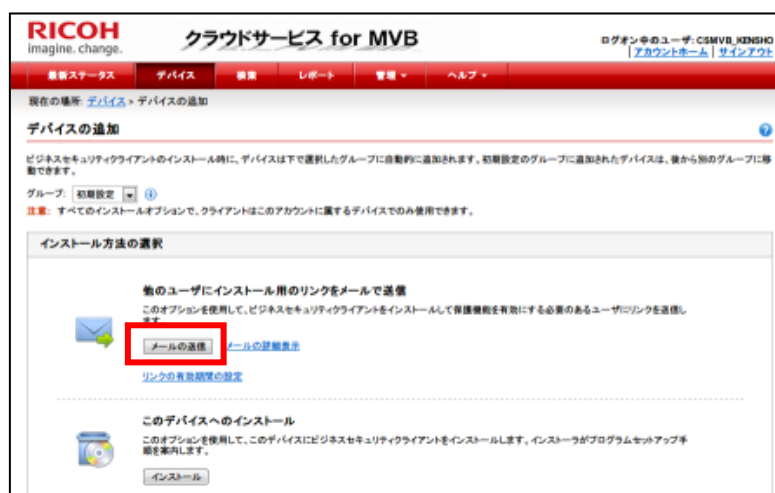 RICOH
imagine. change.
クラウドサービス for MVB
ログオン中のユーザ: CSMVB_KENSHO
アカウントホーム | サインアウト
最新ステータス デバイス 検索 レポート 管理 ヘルプ
現在の場所: デバイス > デバイスの追加
デバイスの追加
ビジネスセキュリティクライアントのインストール時に、デバイスは下で選択したグループに自動的に追加されます。初期設定のグループに追加されたデバイスは、後から別のグループに移
動できます。
グループ: 初期設定
注意: すべてのインストールオプションで、クライアントはこのアカウントに属するデバイスでのみ使用できます。
インストール方法の選択
他のユーザにインストール用のリンクをメールで送信
このオプションを使用して、ビジネスセキュリティクライアントをインストールして保護機能を有効にする必要のあるユーザにリンクを送信し
ます。
メールの送信 メールの詳細表示
リンクの有効期間の設定
このデバイスへのインストール
このオプションを使用して、このデバイスにビジネスセキュリティクライアントをインストールします。インストーラがプログラムセットアップ手
順を案内します。
インストール